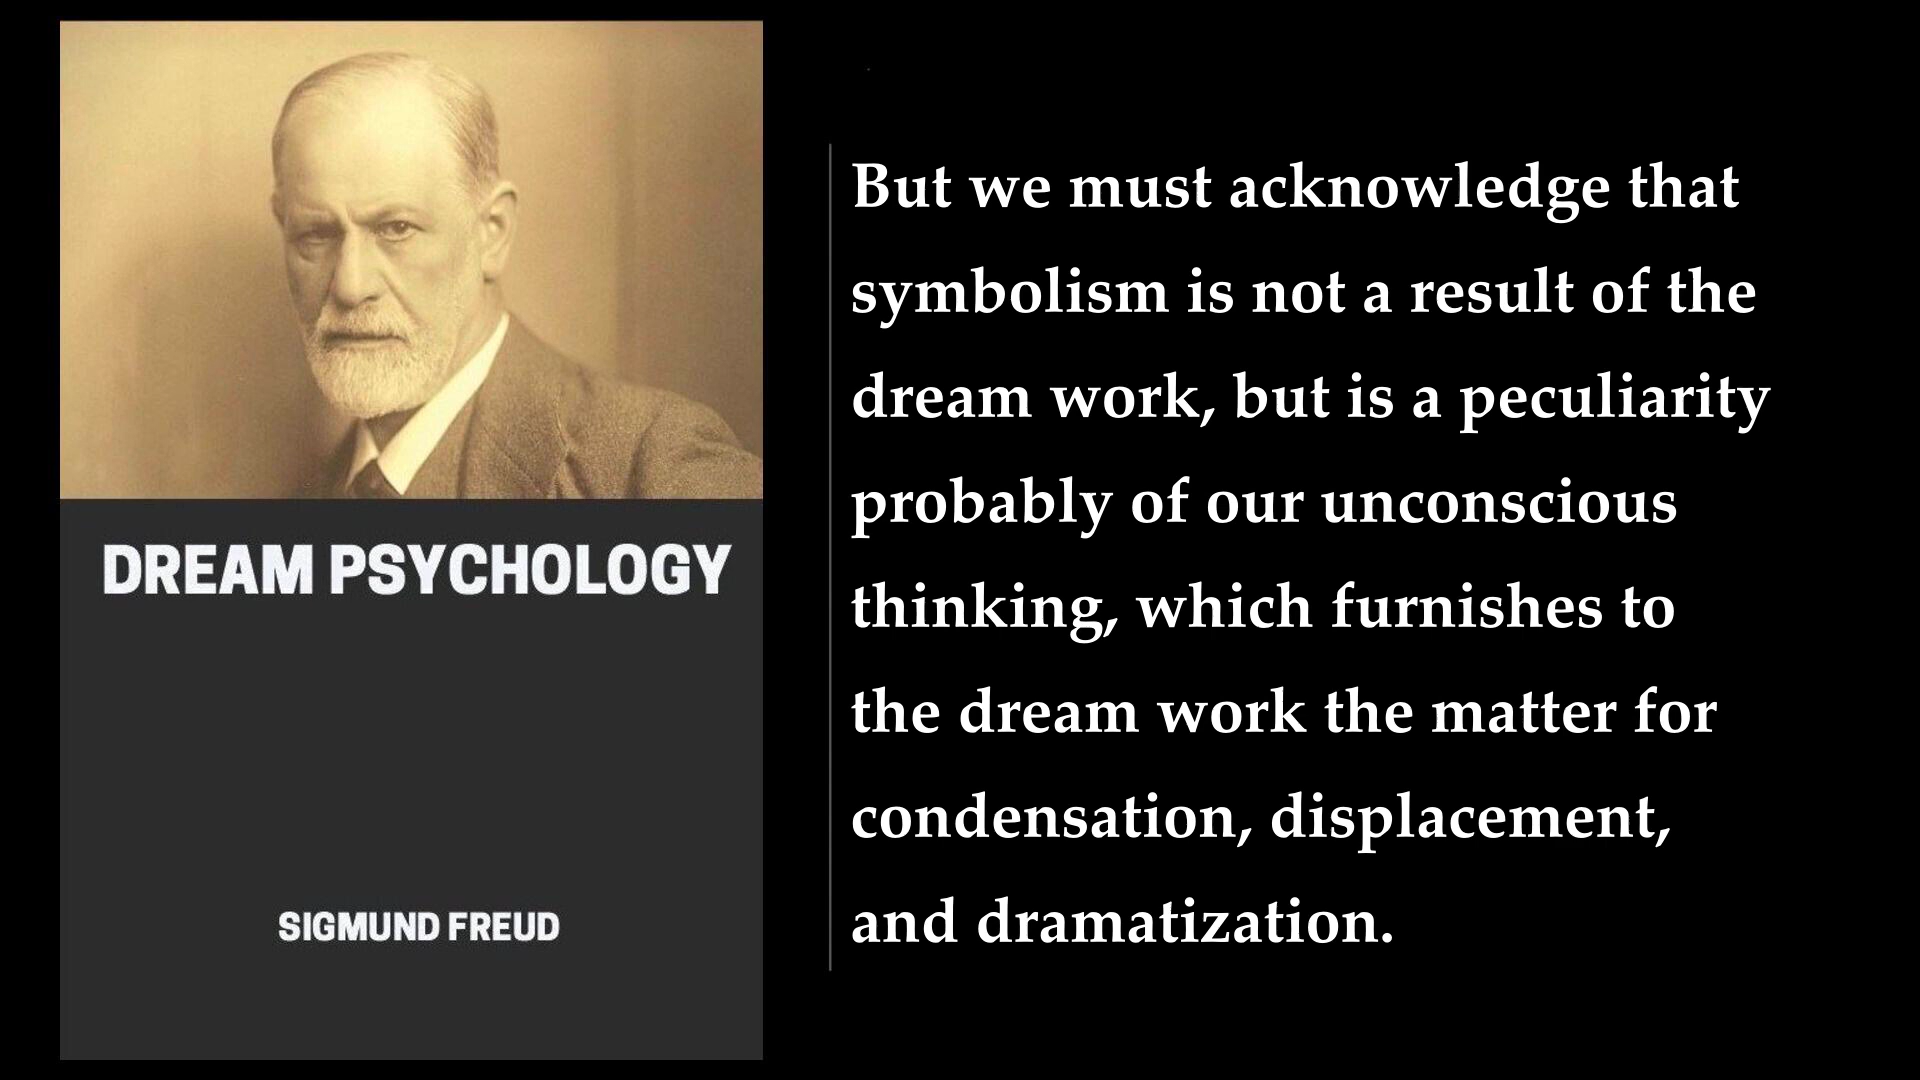 DREAM PSYCHOLOGY
SIGMUND FREUD
But we must acknowledge that
symbolism is not a result of the
dream work, but is a peculiarity
probably of our unconscious
thinking, which furnishes to
the dream work the matter for
condensation, displacement,
and dramatization.